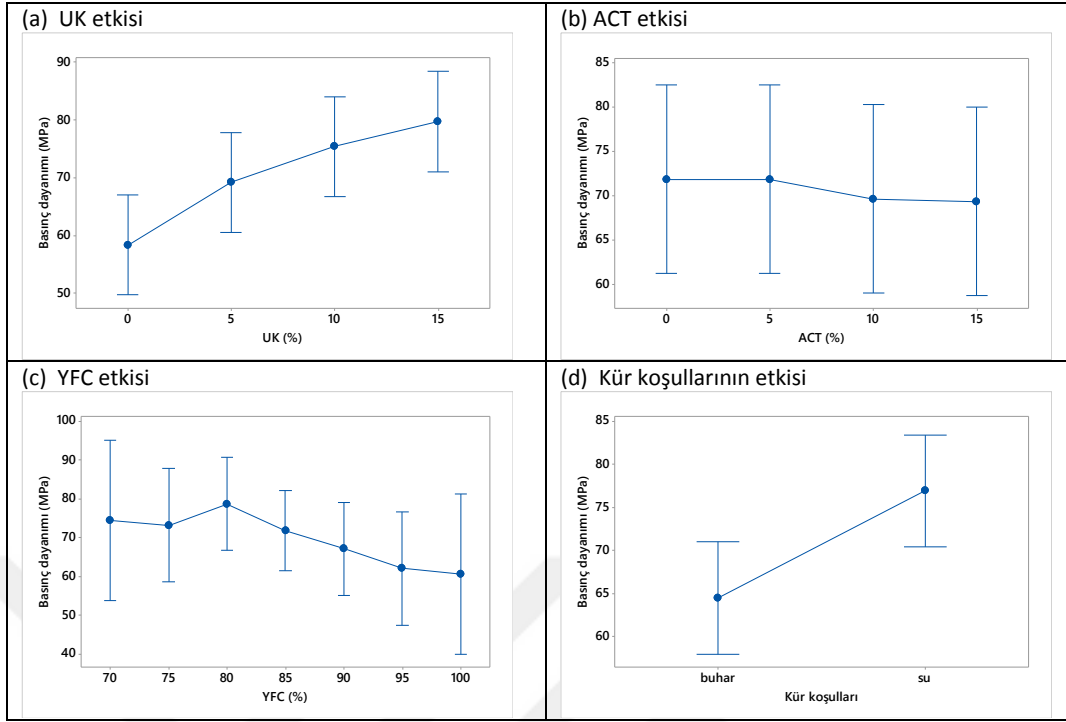 (a) UK etkisi
Basınç dayanımı (MPa)
90
80
70
60
50
0 5 10 15
UK (%)
(b) ACT etkisi
Basınç dayanımı (MPa)
85
80
75
70
65
60
0 5 10 15
ACT (%)
(c) YFC etkisi
Basınç dayanımı (MPa)
100
90
80
70
60
50
40
70 75 80 85 90 95 100
YFC (%)
(d) Kür koşullarının etkisi
Basınç dayanımı (MPa)
85
80
75
70
65
60
buhar su
Kür koşulları